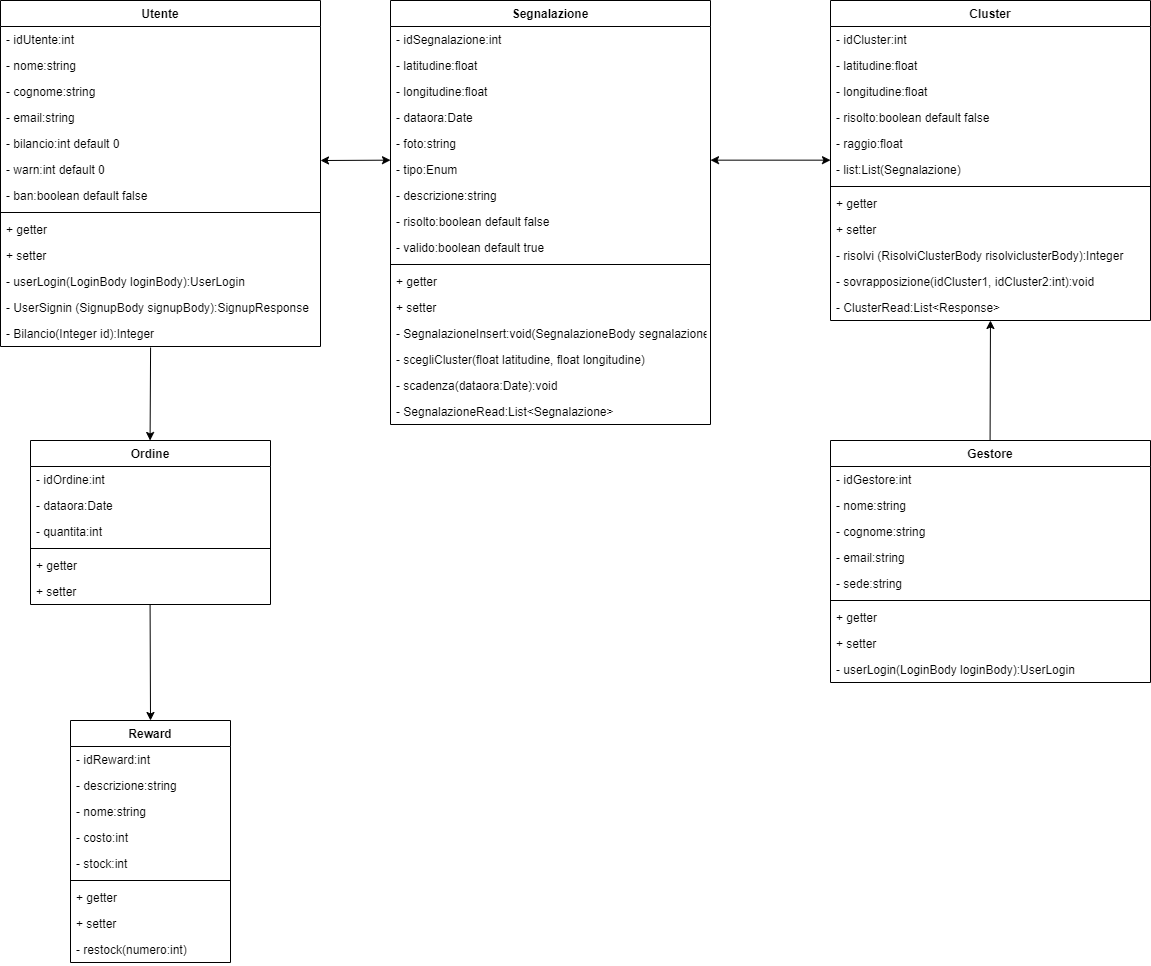 Utente
- idUtente:int
- nome:string
- cognome:string
- email:string
- bilancio:int default 0
- warn:int default 0
- ban:boolean default false
+ getter
+ setter
- userLogin(LoginBody loginBody):UserLogin
- UserSignin (SignupBody signupBody):SignupResponse
- Bilancio(Integer id):Integer
Segnalazione
- idSegnalazione:int
- latitudine:float
- longitudine:float
- dataora:Date
- foto:string
- tipo:Enum
- descrizione:string
- risolto:boolean default false
- valido:boolean default true
+ getter
+ setter
- SegnalazioneInsert:void(SegnalazioneBody segnalazione
- scegliCluster(float latitudine, float longitudine)
- scadenza(dataora:Date):void
- SegnalazioneRead:List<Segnalazione>
Cluster
- idCluster:int
- latitudine:float
- longitudine:float
- risolto:boolean default false
- raggio:float
- list:List(Segnalazione)
+ getter
+ setter
- risolvi (RisolviClusterBody risolviclusterBody):Integer
- sovrapposizione(idCluster1, idCluster2:int):void
- ClusterRead:List<Response>
Ordine
- idOrdine:int
- dataora:Date
- quantita:int
+ getter
+ setter
Gestore
- idGestore:int
- nome:string
- cognome:string
- email:string
- sede:string
+ getter
+ setter
- userLogin(LoginBody loginBody):UserLogin
Reward
- idReward:int
- descrizione:string
- nome:string
- costo:int
- stock:int
+ getter
+ setter
- restock(numero:int)